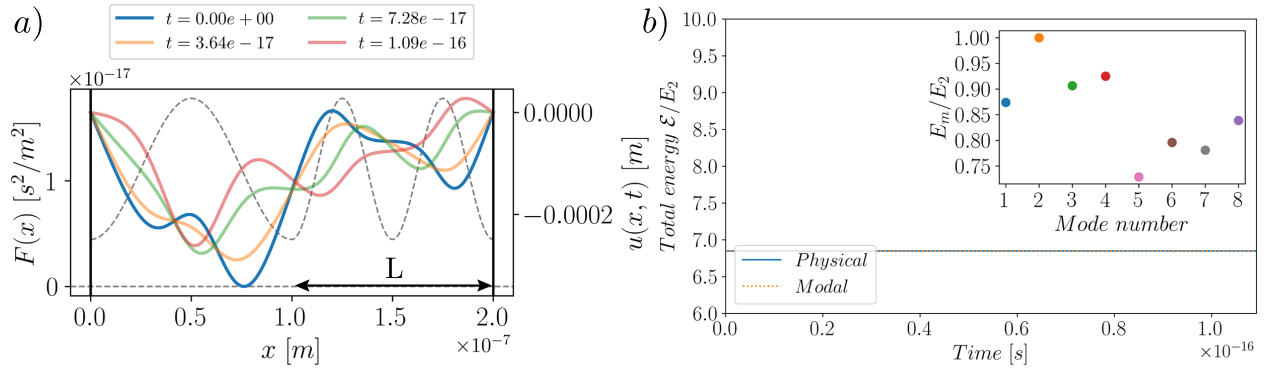 a)
t = 0.00e + 00
t = 7.28e − 17
t = 3.64e − 17
t = 1.09e − 16
×10⁻¹⁷
F(x) [s²/m²]
1
0
L
0.0000
−0.0002
u(x, t) [m]
0.0 0.5 1.0 1.5 2.0
×10⁻⁷
x [m]
b)
Total energy ℰ/E₂
10.0
9.5
9.0
8.5
8.0
7.5
7.0
6.5
6.0
Physical
Modal
0.0 0.2 0.4 0.6 0.8 1.0
×10⁻¹⁶
Time [s]
Eₘ/E₂
1.00
0.95
0.90
0.85
0.80
0.75
1 2 3 4 5 6 7 8
Mode number